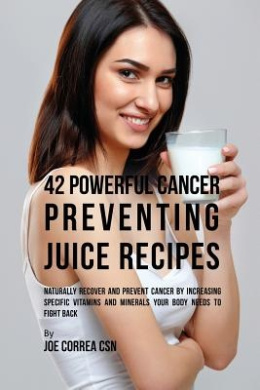 42 POWERFUL CANCER
PREVENTING
JUICE RECIPES
NATURALLY RECOVER AND PREVENT CANCER BY INCREASING
SPECIFIC VITAMINS AND MINERALS YOUR BODY NEEDS TO
FIGHT BACK
By
JOE CORREA CSN